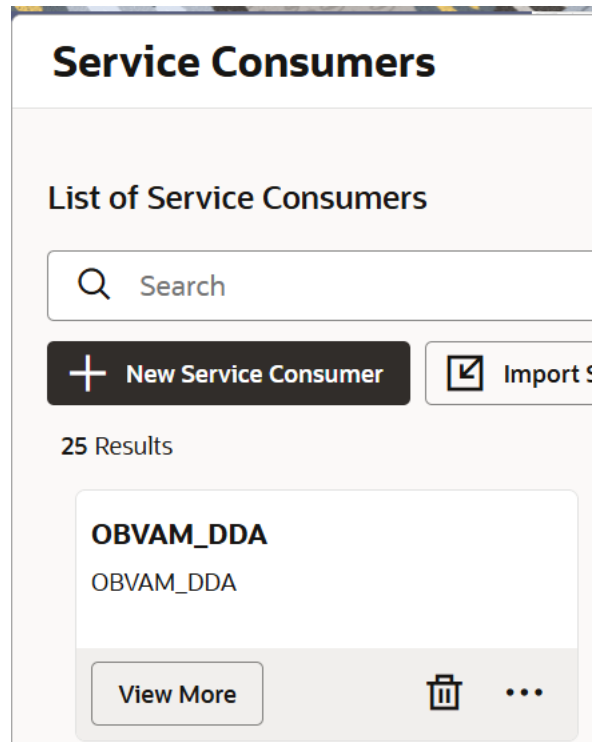 Service Consumers
List of Service Consumers
Search
New Service Consumer
Import S
25 Results
OBVAM_DDA
OBVAM_DDA
View More